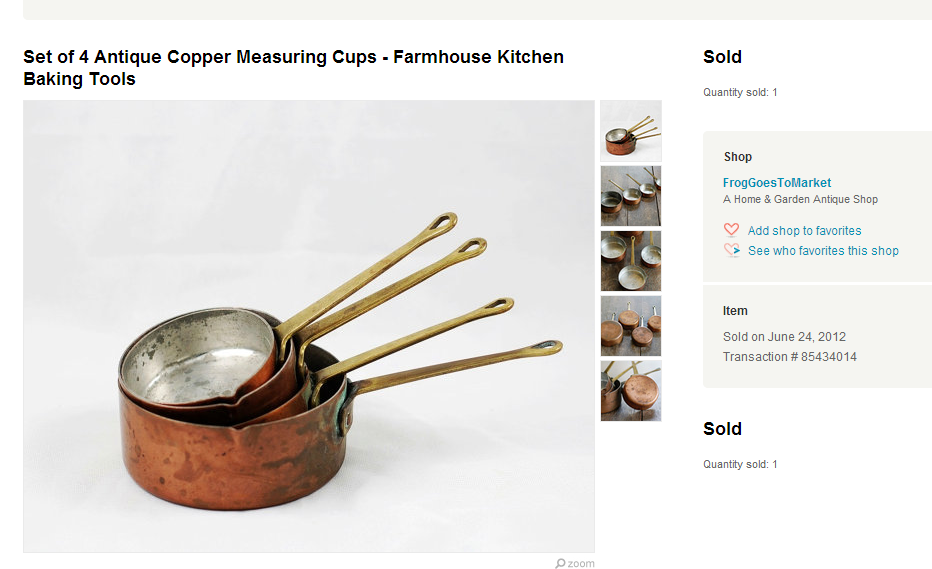 Set of 4 Antique Copper Measuring Cups - Farmhouse Kitchen
Baking Tools
zoom
Sold
Quantity sold: 1
Shop
FrogGoesToMarket
A Home & Garden Antique Shop
Add shop to favorites
See who favorites this shop
Item
Sold on June 24, 2012
Transaction # 85434014
Sold
Quantity sold: 1